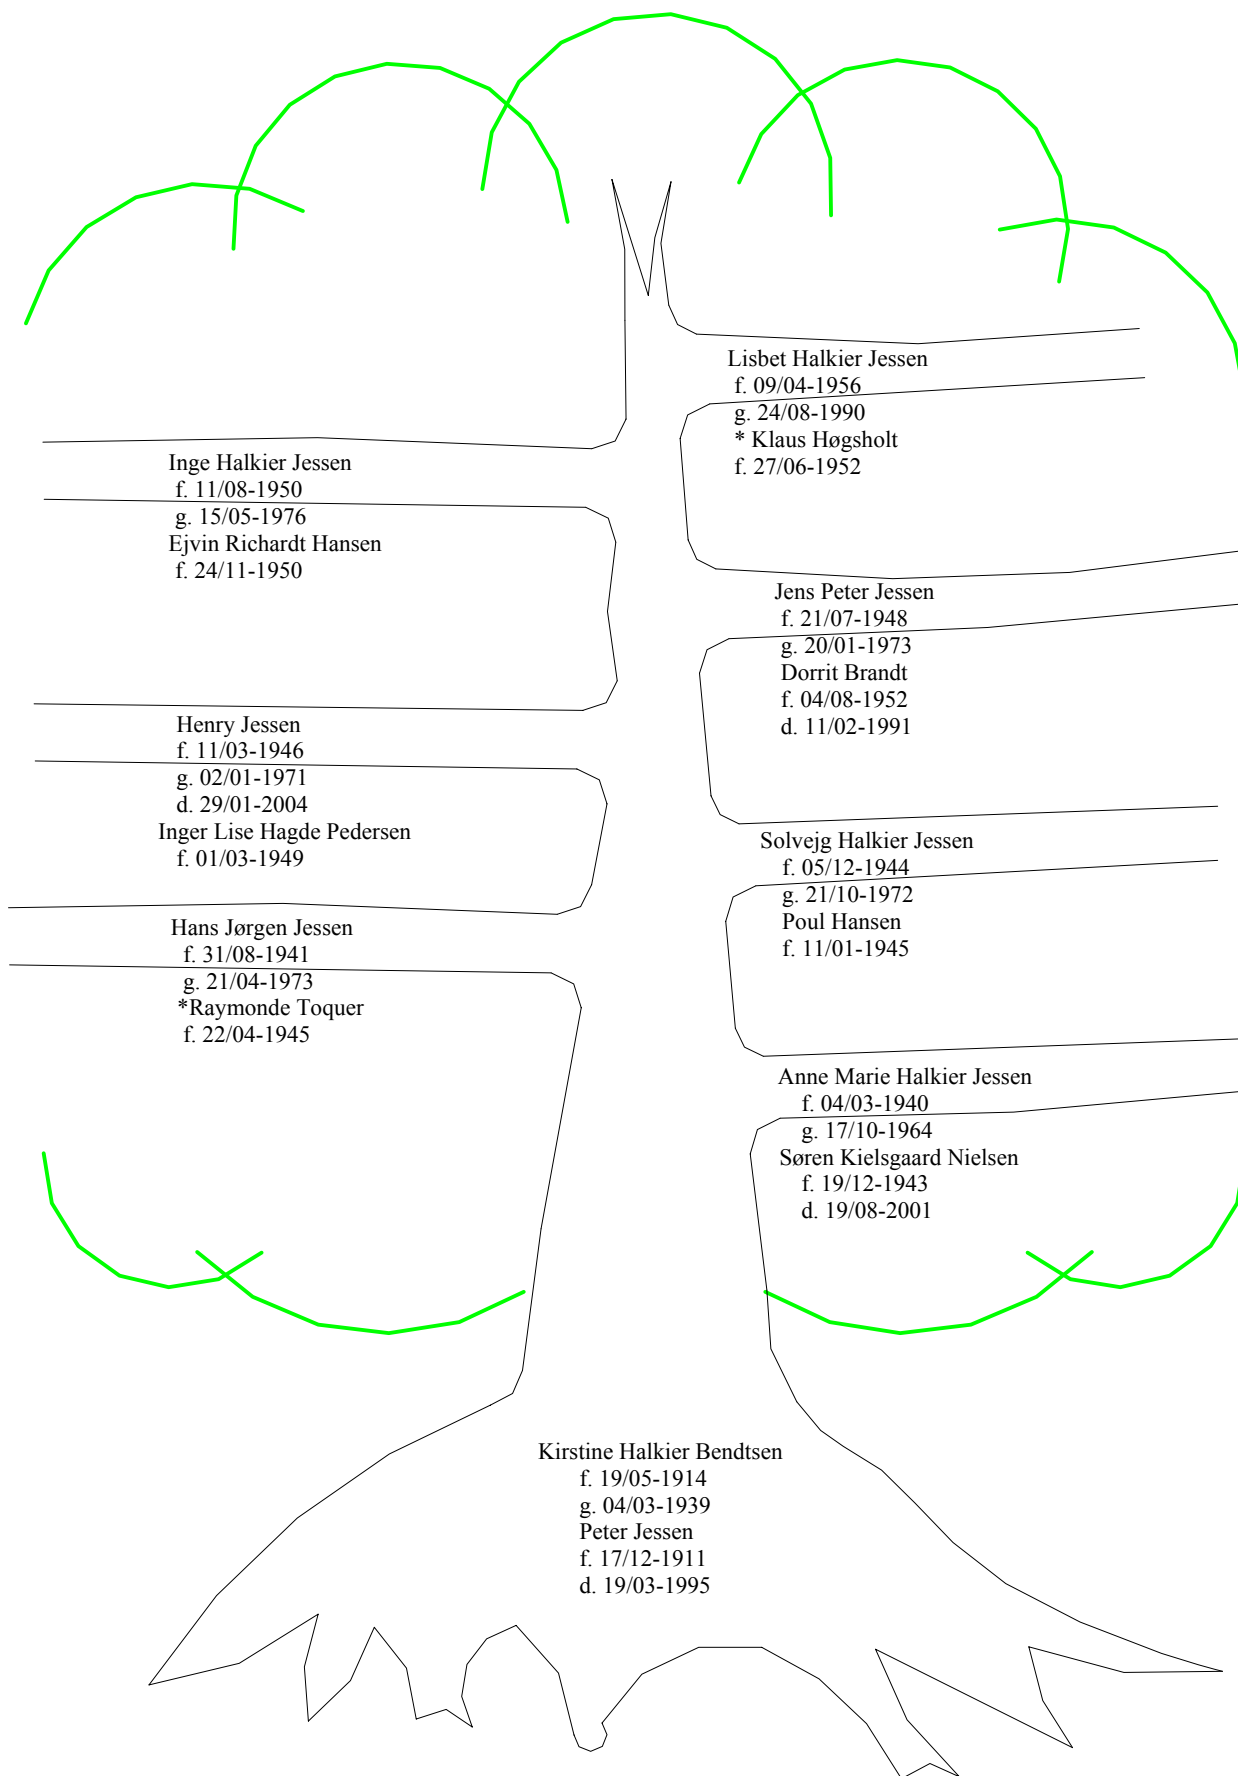 Lisbet Halkier Jessen
f. 09/04-1956
g. 24/08-1990
* Klaus Høgsholt
f. 27/06-1952
Inge Halkier Jessen
f. 11/08-1950
g. 15/05-1976
Ejvin Richardt Hansen
f. 24/11-1950
Jens Peter Jessen
f. 21/07-1948
g. 20/01-1973
Dorrit Brandt
f. 04/08-1952
d. 11/02-1991
Henry Jessen
f. 11/03-1946
g. 02/01-1971
d. 29/01-2004
Inger Lise Hagde Pedersen
f. 01/03-1949
Solvejg Halkier Jessen
f. 05/12-1944
g. 21/10-1972
Poul Hansen
f. 11/01-1945
Hans Jørgen Jessen
f. 31/08-1941
g. 21/04-1973
*Raymonde Toquer
f. 22/04-1945
Anne Marie Halkier Jessen
f. 04/03-1940
g. 17/10-1964
Søren Kielsgaard Nielsen
f. 19/12-1943
d. 19/08-2001
Kirstine Halkier Bendtsen
f. 19/05-1914
g. 04/03-1939
Peter Jessen
f. 17/12-1911
d. 19/03-1995